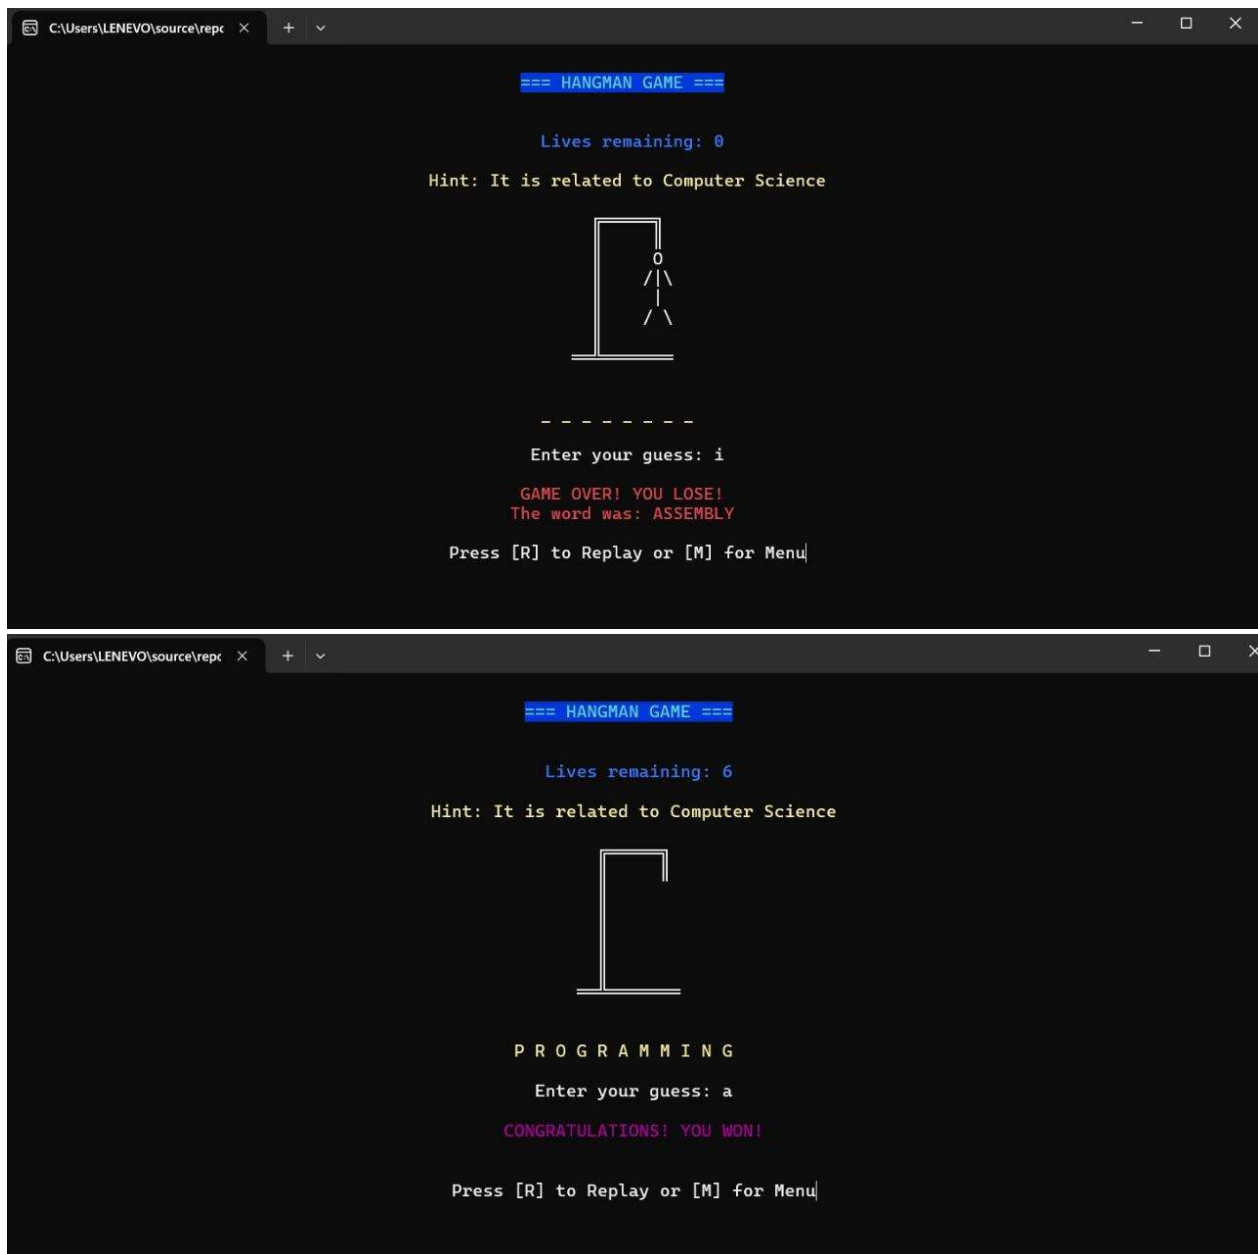 C:\Users\LENEVO\source\repc
=== HANGMAN GAME ===
Lives remaining: 0
Hint: It is related to Computer Science
O
/|\
|
/ \
_ _ _ _ _ _ _ _
Enter your guess: i
GAME OVER! YOU LOSE!
The word was: ASSEMBLY
Press [R] to Replay or [M] for Menu
C:\Users\LENEVO\source\repc
=== HANGMAN GAME ===
Lives remaining: 6
Hint: It is related to Computer Science
P R O G R A M M I N G
Enter your guess: a
CONGRATULATIONS! YOU WON!
Press [R] to Replay or [M] for Menu